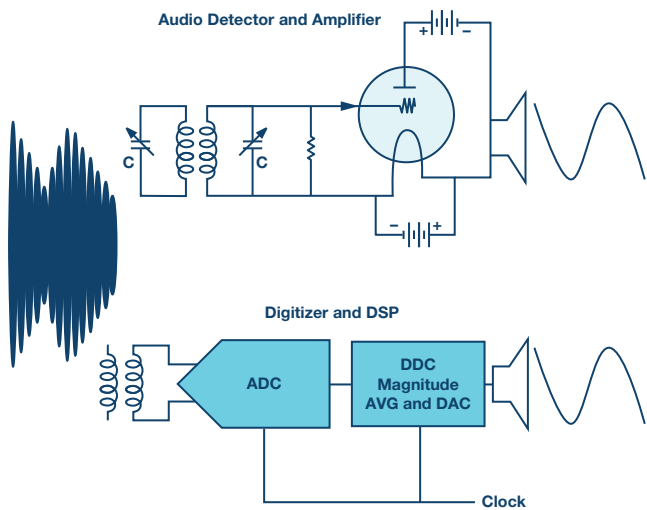 Audio Detector and Amplifier
+ −
C
C
− +
Digitizer and DSP
ADC
DDC
Magnitude
AVG and DAC
Clock